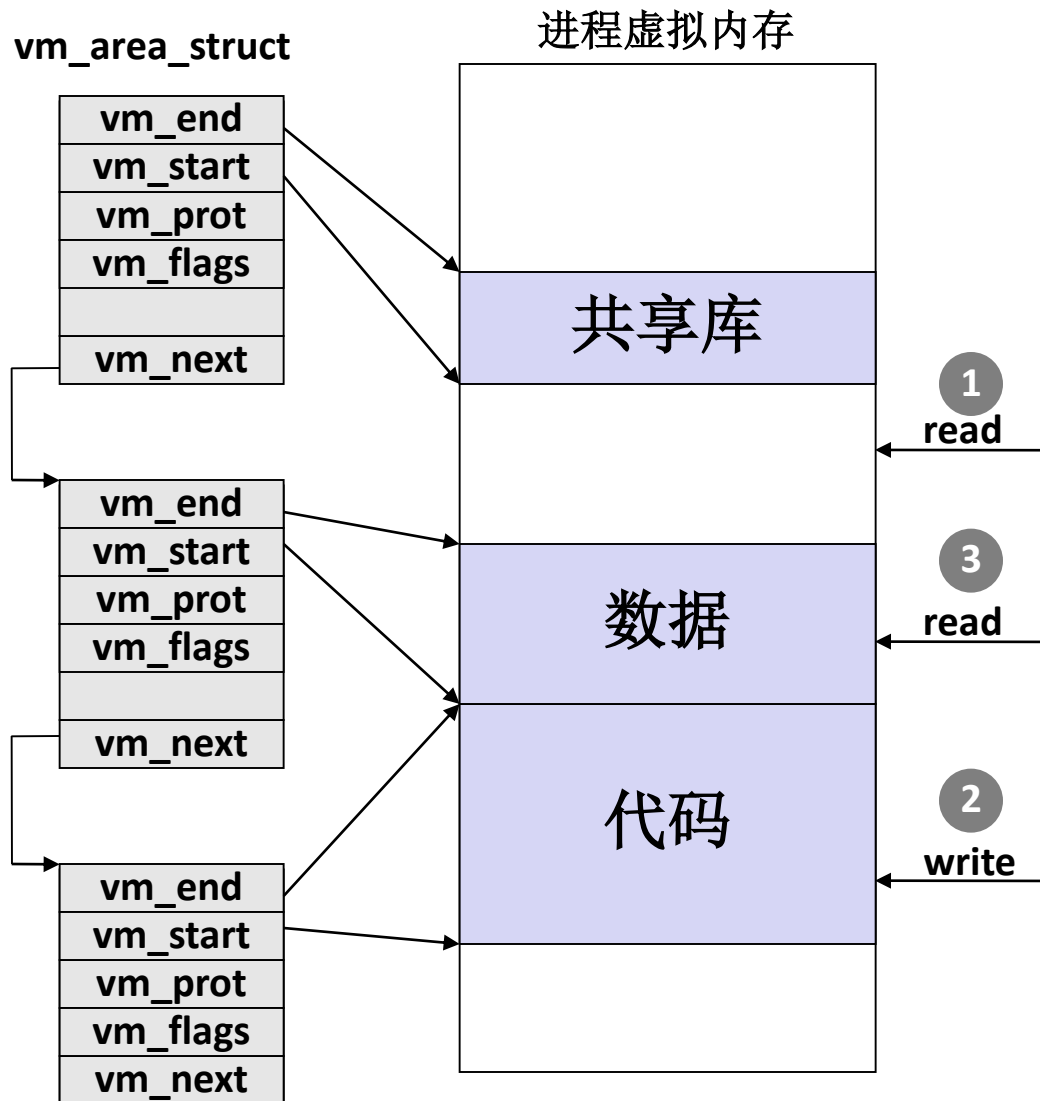 进程虚拟内存
vm_area_struct
vm_end
vm_start
vm_prot
vm_flags
vm_next
共享库
1
read
vm_end
vm_start
vm_prot
vm_flags
vm_next
数据
3
read
代码
2
write
vm_end
vm_start
vm_prot
vm_flags
vm_next